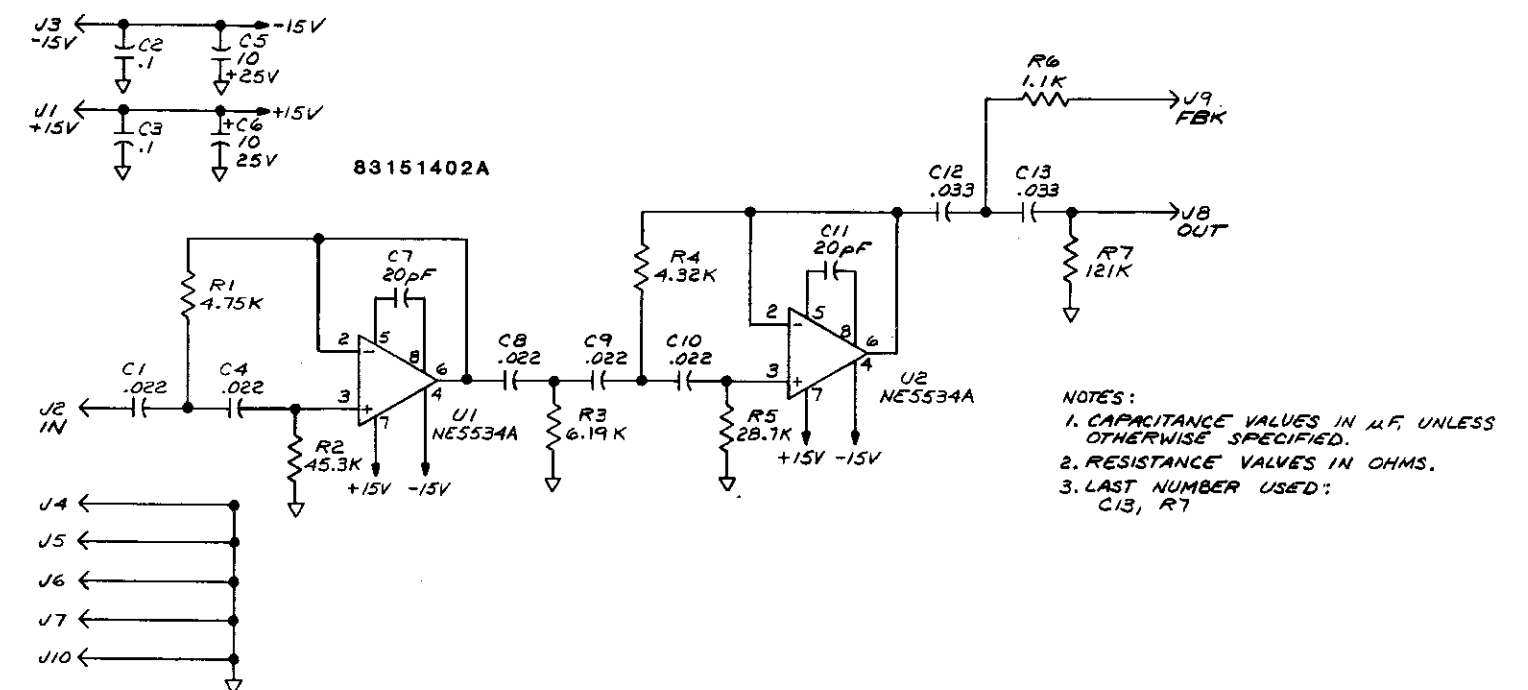 J3
-15V
C2
.1
C5
10
+25V
-15V
J1
+15V
C3
.1
+C6
10
25V
+15V
83151402A
R6
1.1K
J9
FBK
C12
.033
C13
.033
J8
OUT
R7
121K
R1
4.75K
C7
20pF
2
-
5
8
6
3
+
7
4
U1
NE5534A
+15V -15V
C1
.022
C4
.022
J2
IN
R2
45.3K
C8
.022
C9
.022
C10
.022
R3
6.19K
R4
4.32K
C11
20pF
2
-
5
8
6
3
+
7
4
U2
NE5534A
R5
28.7K
+15V -15V
J4
J5
J6
J7
J10
NOTES:
1. CAPACITANCE VALUES IN µF, UNLESS
OTHERWISE SPECIFIED.
2. RESISTANCE VALUES IN OHMS.
3. LAST NUMBER USED:
C13, R7